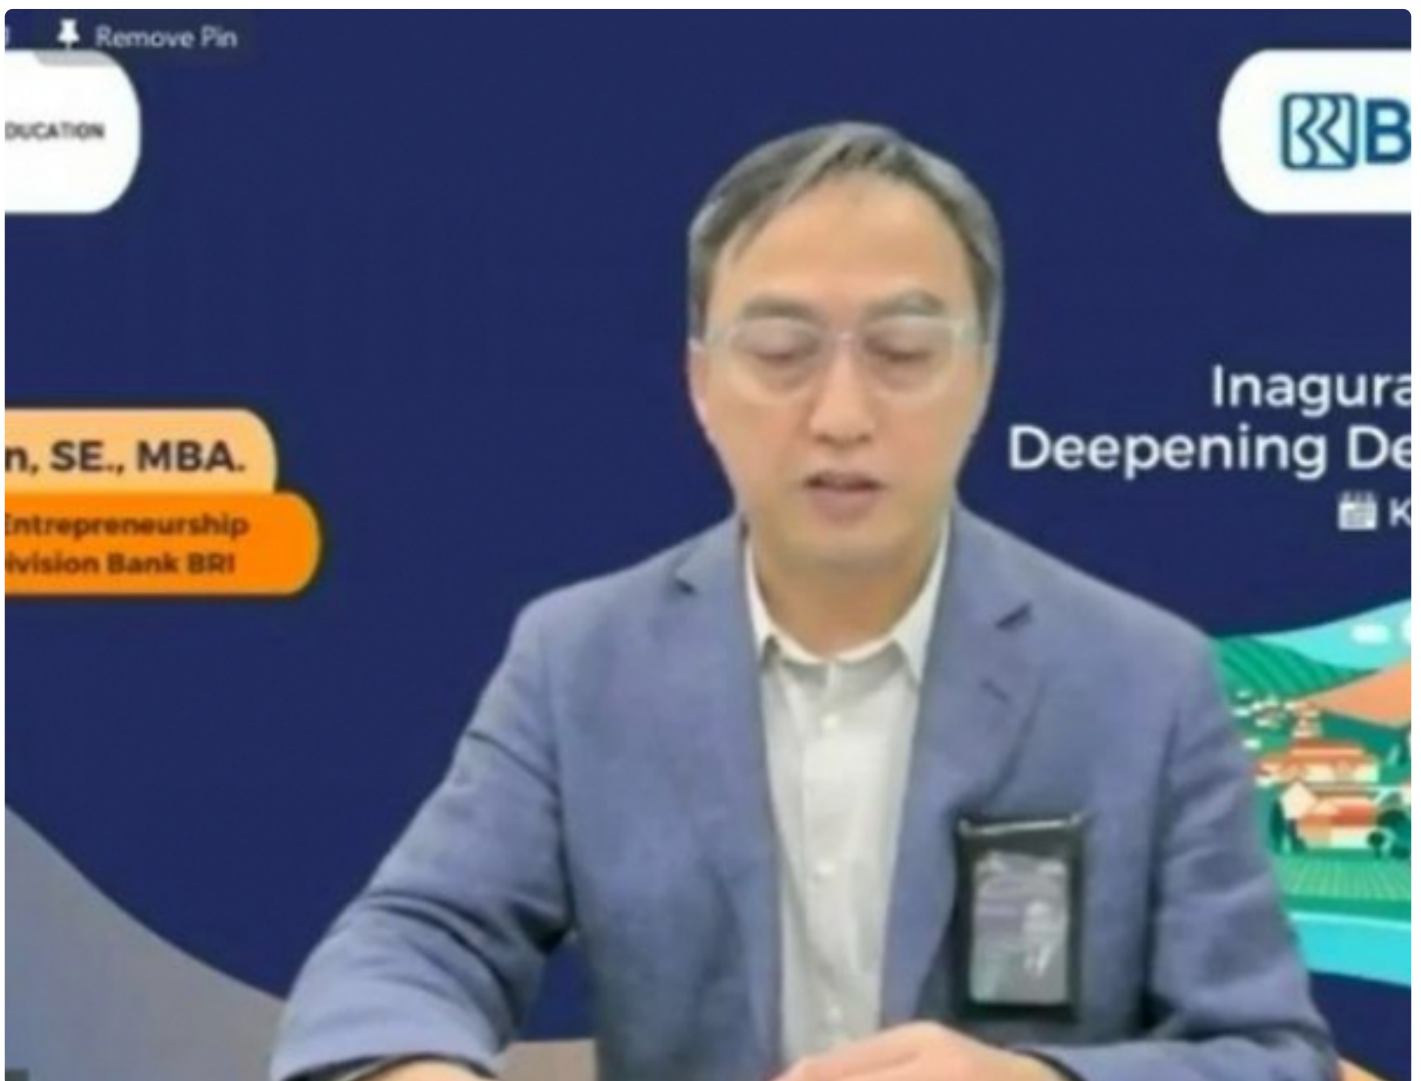 Remove Pin
DUCATION
B
n, SE., MBA.
Entrepreneurship
ivision Bank BRI
Inagura
Deepening De
K